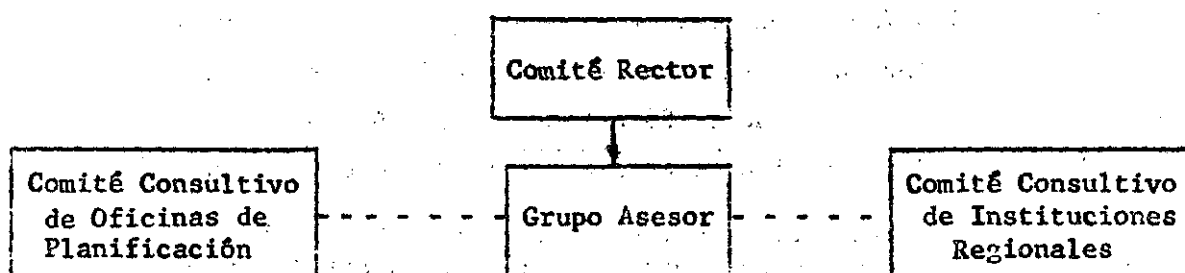 Comité Rector
Comité Consultivo
de Oficinas de
Planificación
Grupo Asesor
Comité Consultivo
de Instituciones
Regionales